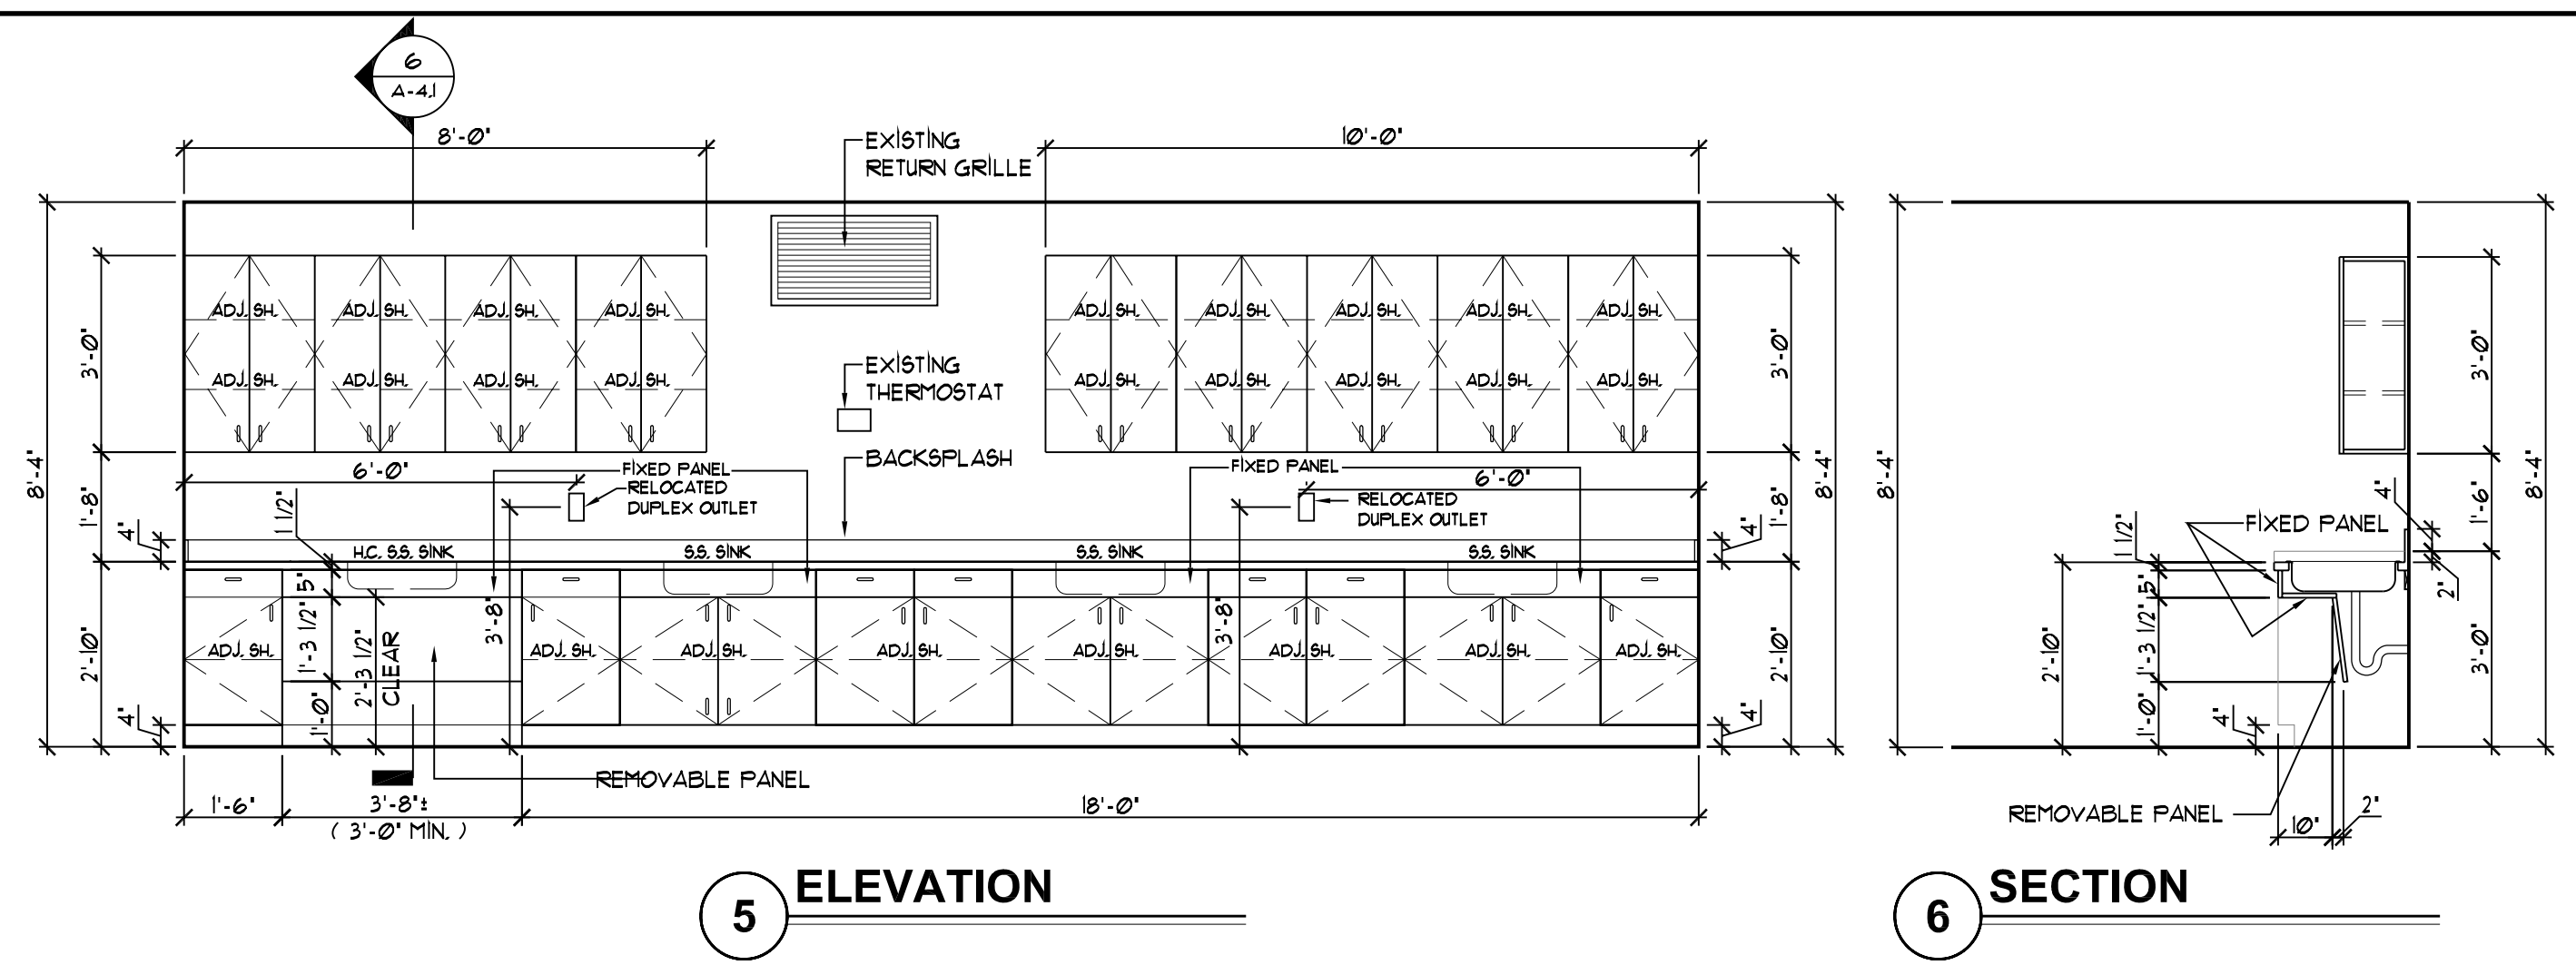 6
A-4.1
8'-0"
10'-0"
EXISTING
RETURN GRILLE
ADJ. SH. ADJ. SH. ADJ. SH. ADJ. SH.
ADJ. SH. ADJ. SH. ADJ. SH. ADJ. SH. ADJ. SH.
ADJ. SH. ADJ. SH. ADJ. SH. ADJ. SH.
ADJ. SH. ADJ. SH. ADJ. SH. ADJ. SH. ADJ. SH.
EXISTING
THERMOSTAT
BACKSPLASH
8'-4"
3'-0"
1'-8"
4"
2'-10"
4"
6'-0"
1 1/2"
FIXED PANEL
RELOCATED
DUPLEX OUTLET
FIXED PANEL
6'-0"
RELOCATED
DUPLEX OUTLET
H.C. S.S. SINK
S.S. SINK
S.S. SINK
S.S. SINK
5"
1'-3 1/2"
1'-0"
2'-3 1/2"
CLEAR
3'-8"
3'-8"
ADJ. SH. ADJ. SH. ADJ. SH. ADJ. SH. ADJ. SH. ADJ. SH. ADJ. SH. ADJ. SH.
3'-0"
1'-8"
4"
2'-10"
4"
8'-4"
REMOVABLE PANEL
1'-6"
3'-8"±
( 3'-0" MIN. )
18'-0"
5
ELEVATION
8'-4"
FIXED PANEL
1 1/2"
5"
1'-3 1/2"
1'-0"
2'-10"
4"
4"
2"
3'-0"
1'-6"
3'-0"
8'-4"
REMOVABLE PANEL
10"
2"
6
SECTION